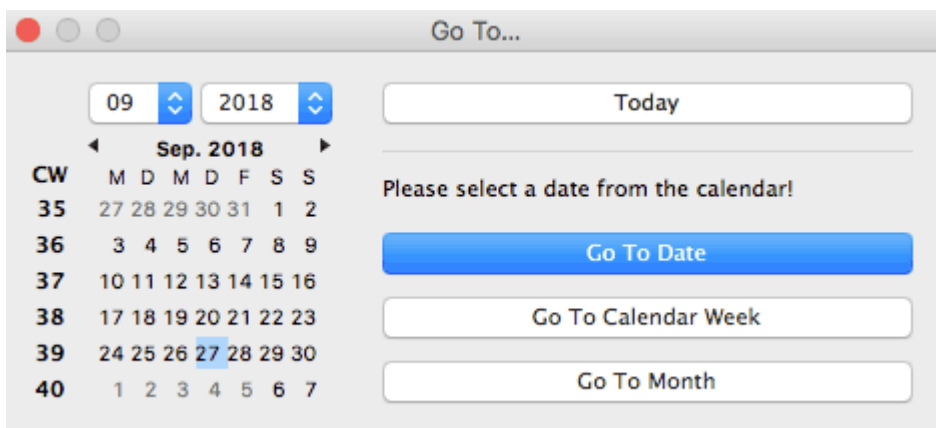 Go To...
09 2018
Today
Sep. 2018
CW M D M D F S S
35 27 28 29 30 31 1 2
36 3 4 5 6 7 8 9
37 10 11 12 13 14 15 16
38 17 18 19 20 21 22 23
39 24 25 26 27 28 29 30
40 1 2 3 4 5 6 7
Please select a date from the calendar!
Go To Date
Go To Calendar Week
Go To Month